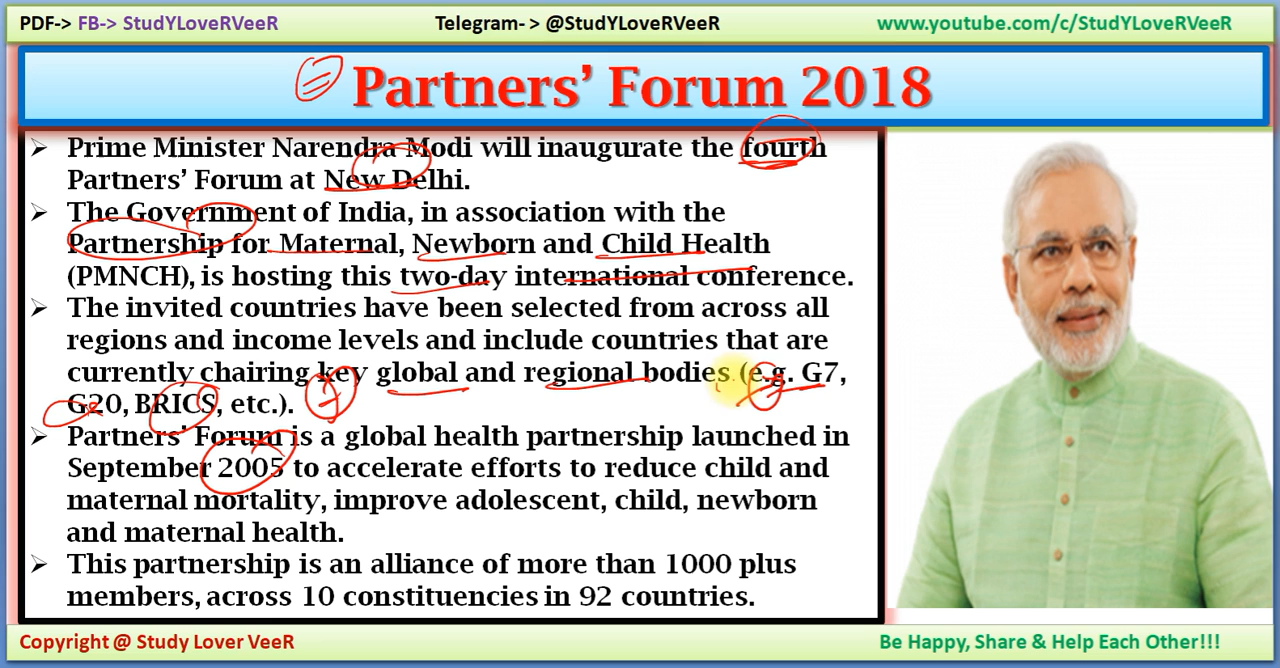 PDF-> FB-> StudYLoveRVeeR Telegram- > @StudYLoveRVeeR www.youtube.com/c/StudYLoveRVeeR
Partners’ Forum 2018
➢ Prime Minister Narendra Modi will inaugurate the fourth
Partners’ Forum at New Delhi.
➢ The Government of India, in association with the
Partnership for Maternal, Newborn and Child Health
(PMNCH), is hosting this two-day international conference.
➢ The invited countries have been selected from across all
regions and income levels and include countries that are
currently chairing key global and regional bodies (e.g. G7,
G20, BRICS, etc.).
➢ Partners’ Forum is a global health partnership launched in
September 2005 to accelerate efforts to reduce child and
maternal mortality, improve adolescent, child, newborn
and maternal health.
➢ This partnership is an alliance of more than 1000 plus
members, across 10 constituencies in 92 countries.
Copyright @ Study Lover VeeR Be Happy, Share & Help Each Other!!!